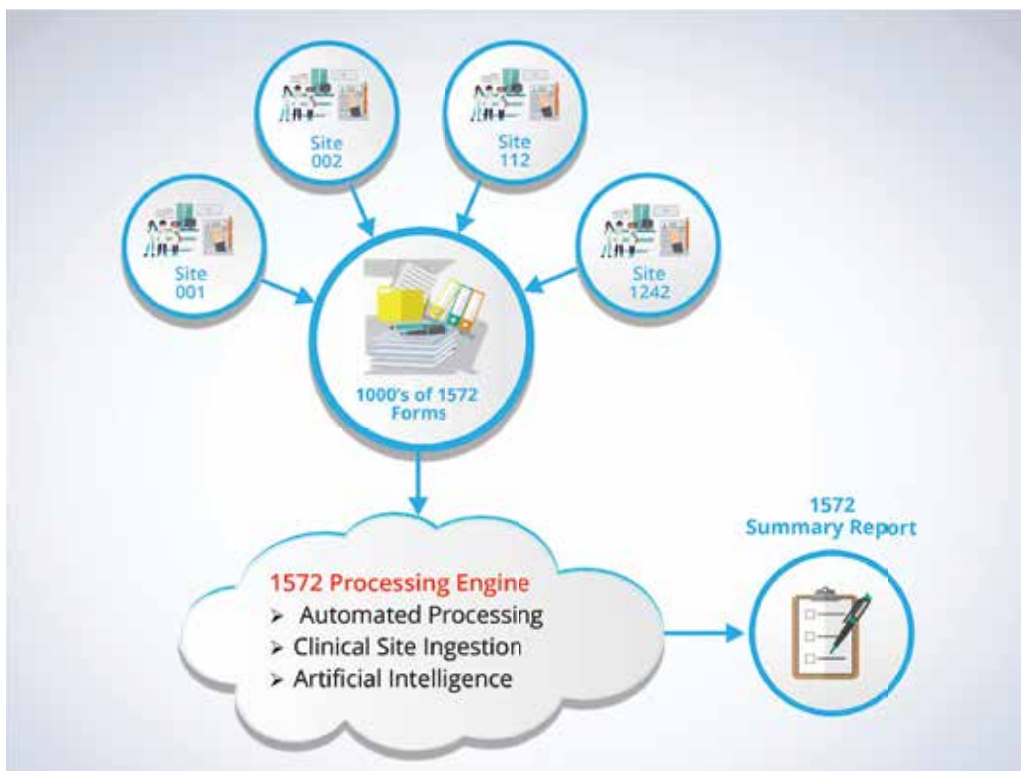 Site
002
Site
112
Site
001
Site
1242
1000's of 1572
Forms
1572
Summary Report
1572 Processing Engine
➢ Automated Processing
➢ Clinical Site Ingestion
➢ Artificial Intelligence